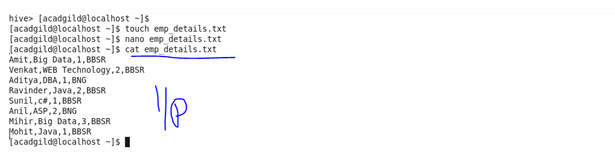 hive> [acadgild@localhost ~]$
[acadgild@localhost ~]$ touch emp_details.txt
[acadgild@localhost ~]$ nano emp_details.txt
[acadgild@localhost ~]$ cat emp_details.txt
Amit,Big Data,1,BBSR
Venkat,WEB Technology,2,BBSR
Aditya,DBA,1,BNG
Ravinder,Java,2,BBSR
Sunil,c#,1,BBSR
Anil,ASP,2,BNG
Mihir,Big Data,3,BBSR
Mohit,Java,1,BBSR
[acadgild@localhost ~]$
I/P